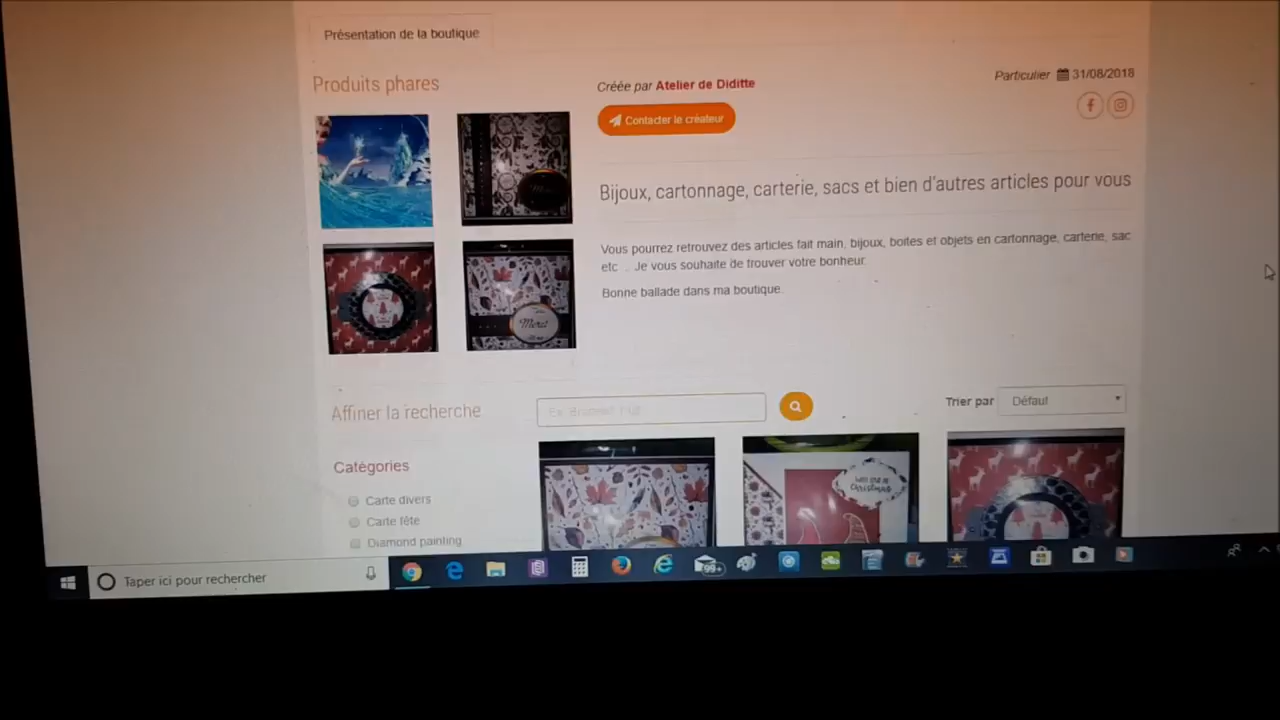 Présentation de la boutique
Produits phares
Créée par Atelier de Diditte
Particulier 31/08/2018
Contacter le créateur
Bijoux, cartonnage, carterie, sacs et bien d'autres articles pour vous
Vous pourrez retrouvez des articles fait main, bijoux, boites et objets en cartonnage, carterie, sac
etc ... Je vous souhaite de trouver votre bonheur.
Bonne ballade dans ma boutique.
Merci
Affiner la recherche
Trier par Défaut
Catégories
Carte divers
Carte fête
Diamond painting
Christmas
Taper ici pour rechercher
99+